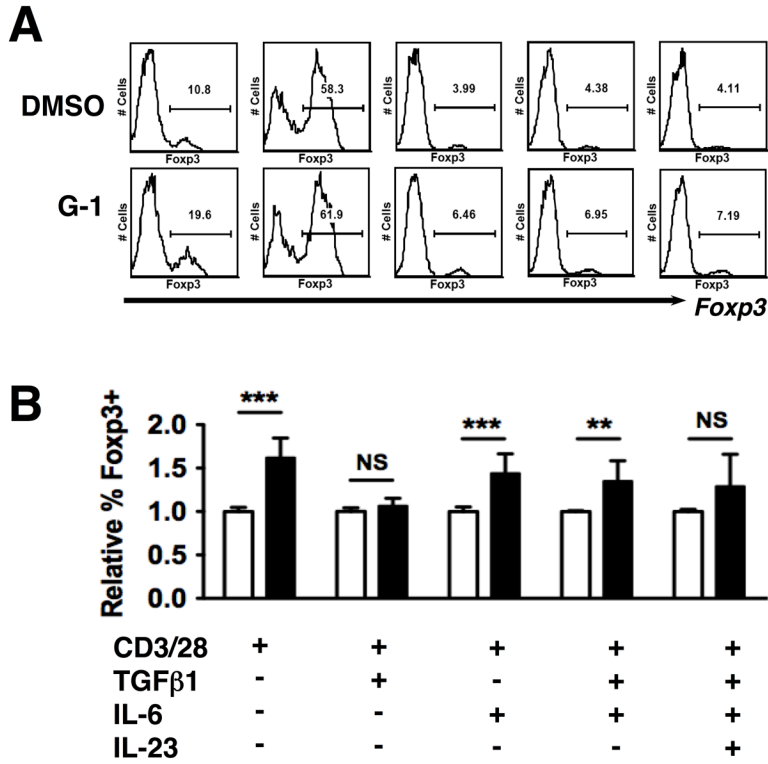 A
DMSO
# Cells 10.8 Foxp3
# Cells 58.3 Foxp3
# Cells 3.99 Foxp3
# Cells 4.38 Foxp3
# Cells 4.11 Foxp3
G-1
# Cells 19.6 Foxp3
# Cells 61.9 Foxp3
# Cells 6.46 Foxp3
# Cells 6.95 Foxp3
# Cells 7.19 Foxp3
Foxp3
B
Relative % Foxp3+
2.0
1.5
1.0
0.5
0.0
*** NS *** ** NS
CD3/28 + + + + +
TGFβ1 - + - + +
IL-6 - - + + +
IL-23 - - - - +